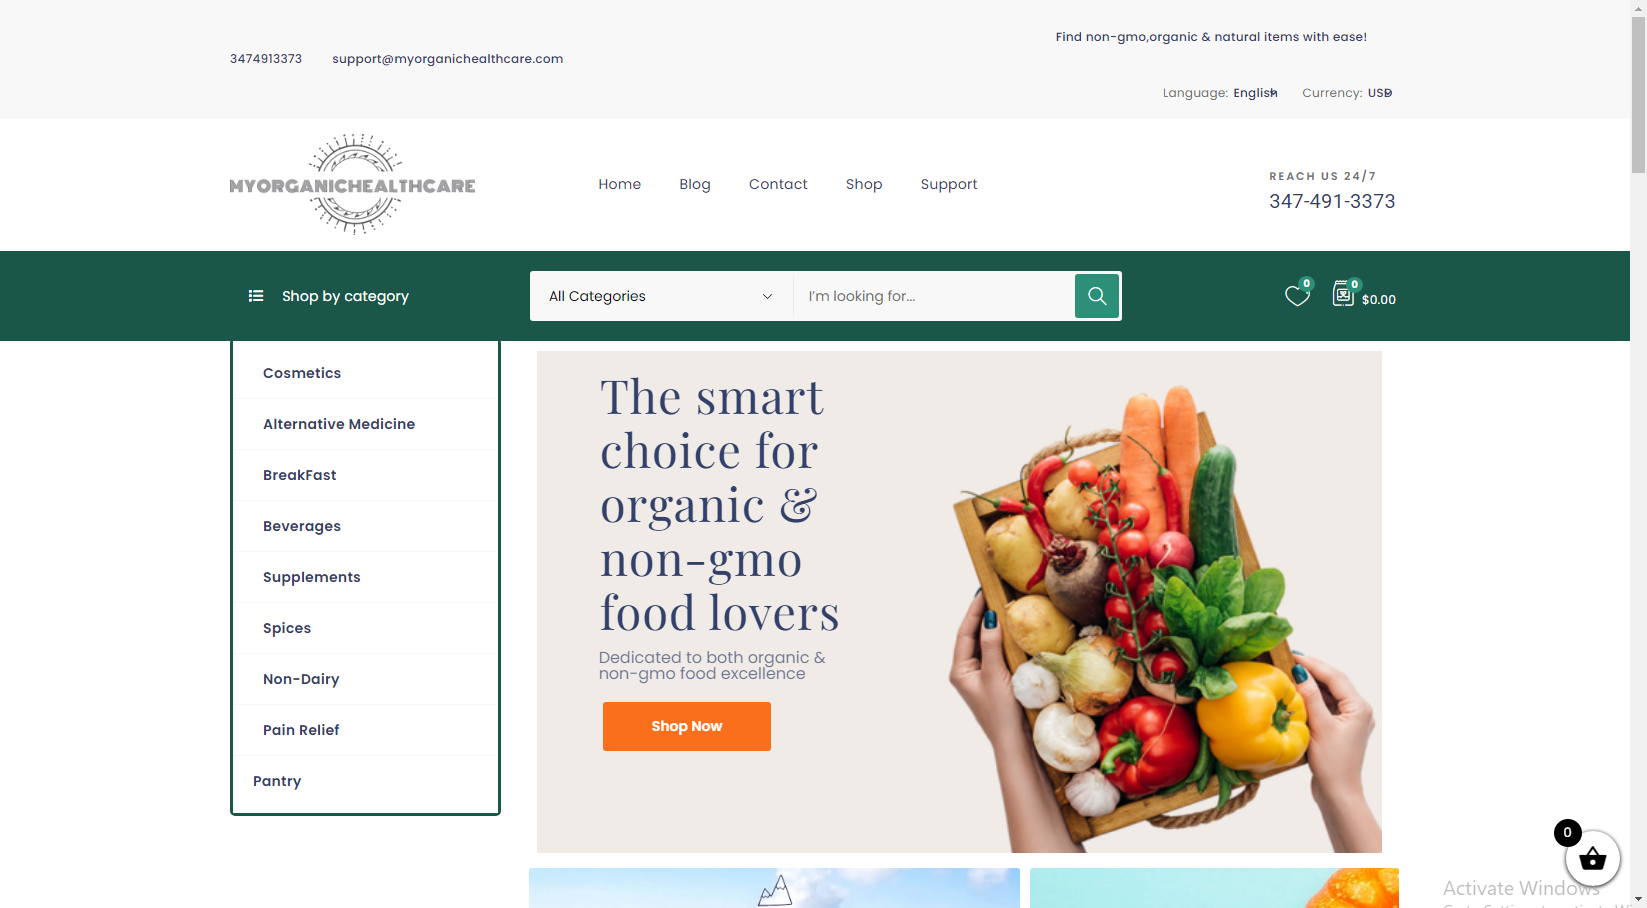 Find non-gmo,organic & natural items with ease!
3474913373 support@myorganichealthcare.com
Language: English Currency: USD
MYORGANICHEALTHCARE
Home Blog Contact Shop Support
REACH US 24/7
347-491-3373
Shop by category
All Categories
I'm looking for...
0
0
$0.00
Cosmetics
Alternative Medicine
BreakFast
Beverages
Supplements
Spices
Non-Dairy
Pain Relief
Pantry
The smart
choice for
organic &
non-gmo
food lovers
Dedicated to both organic &
non-gmo food excellence
Shop Now
0
Activate Windows